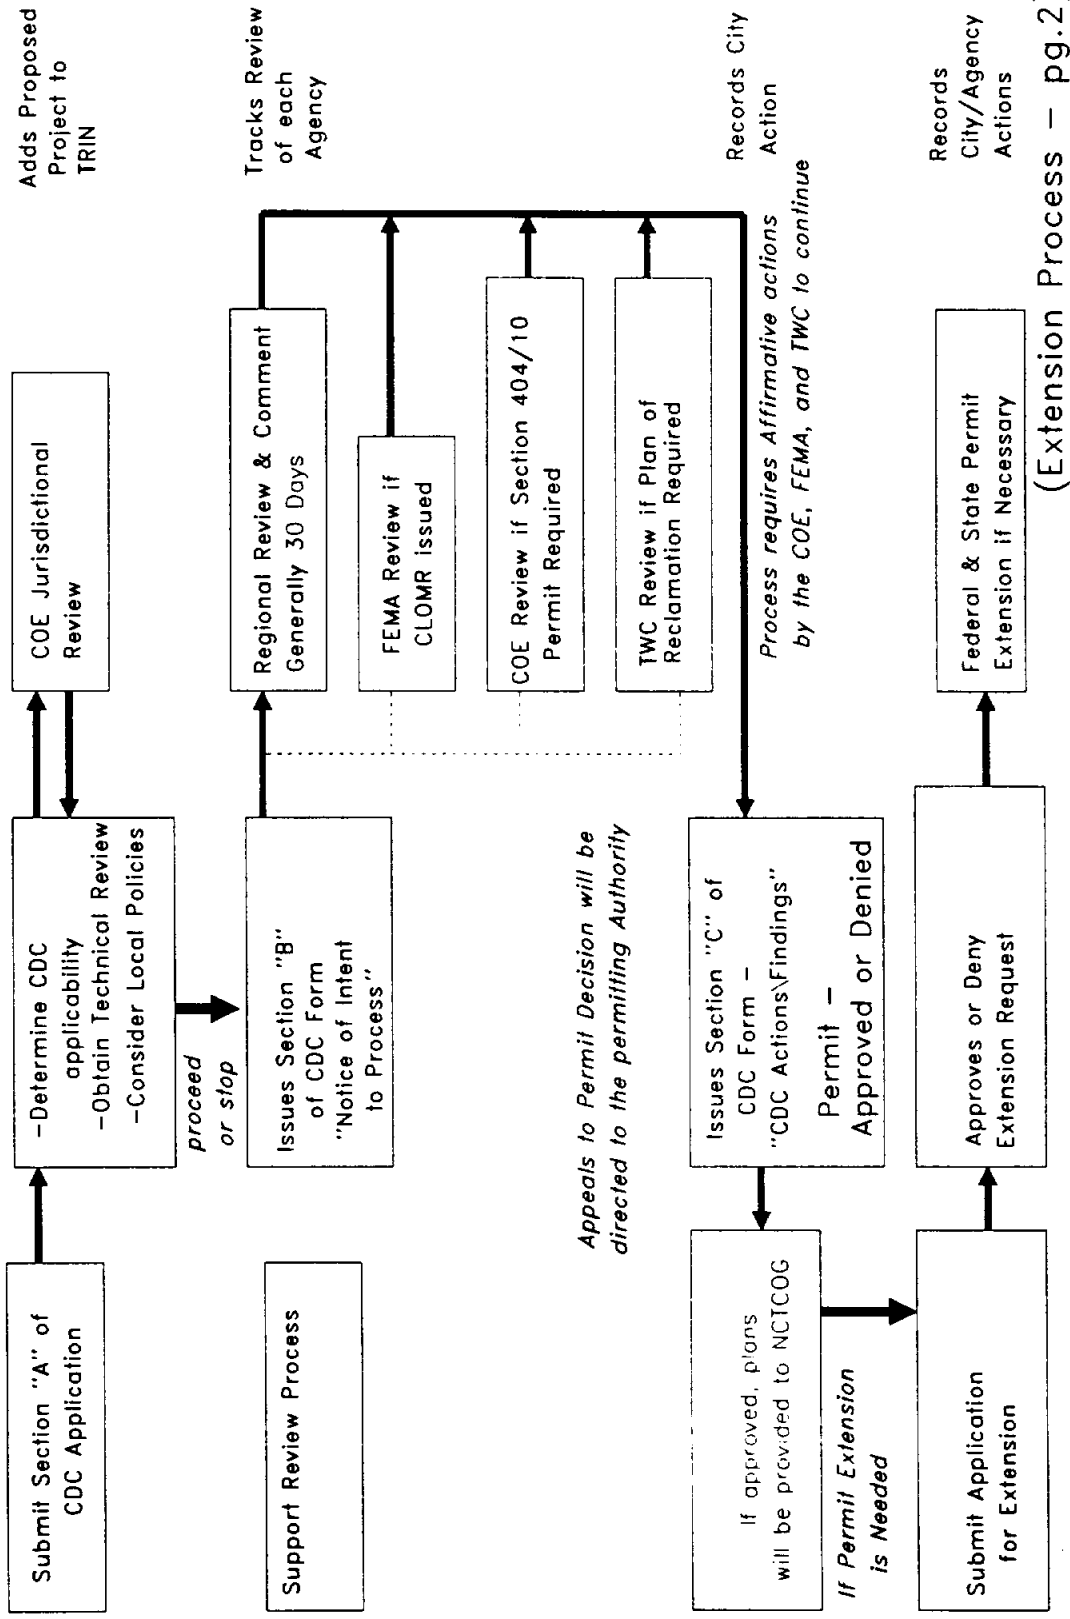 Submit Section "A" of
CDC Application
-Determine CDC
applicability
-Obtain Technical Review
-Consider Local Policies
COE Jurisdictional
Review
Adds Proposed
Project to
TRIN
proceed
or stop
Support Review Process
Issues Section "B"
of CDC Form
"Notice of Intent
to Process"
Regional Review & Comment
Generally 30 Days
FEMA Review if
CLOMR issued
COE Review if Section 404/10
Permit Required
TWC Review if Plan of
Reclamation Required
Tracks Review
of each
Agency
Appeals to Permit Decision will be
directed to the permitting Authority
Process requires Affirmative actions
by the COE, FEMA, and TWC to continue
If approved, plans
will be provided to NCTCOG
Issues Section "C" of
CDC Form -
"CDC Actions\Findings"
Permit -
Approved or Denied
Records City
Action
If Permit Extension
is Needed
Submit Application
for Extension
Approves or Deny
Extension Request
Federal & State Permit
Extension if Necessary
Records
City/Agency
Actions
(Extension Process - pg.2)